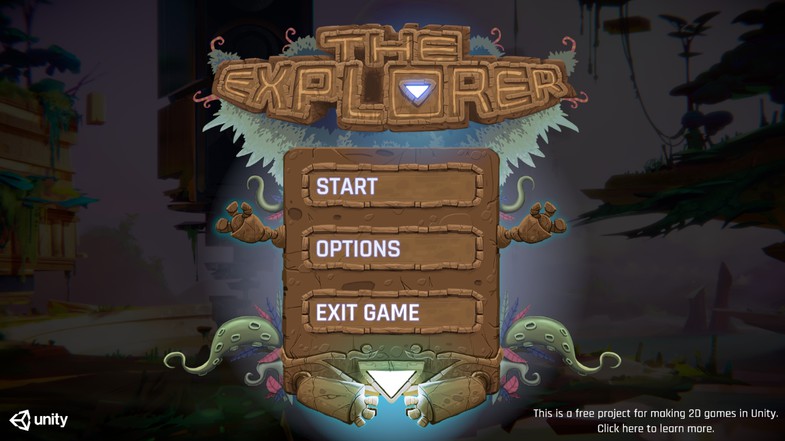 THE
EXPLORER
START
OPTIONS
EXIT GAME
unity
This is a free project for making 2D games in Unity.
Click here to learn more.